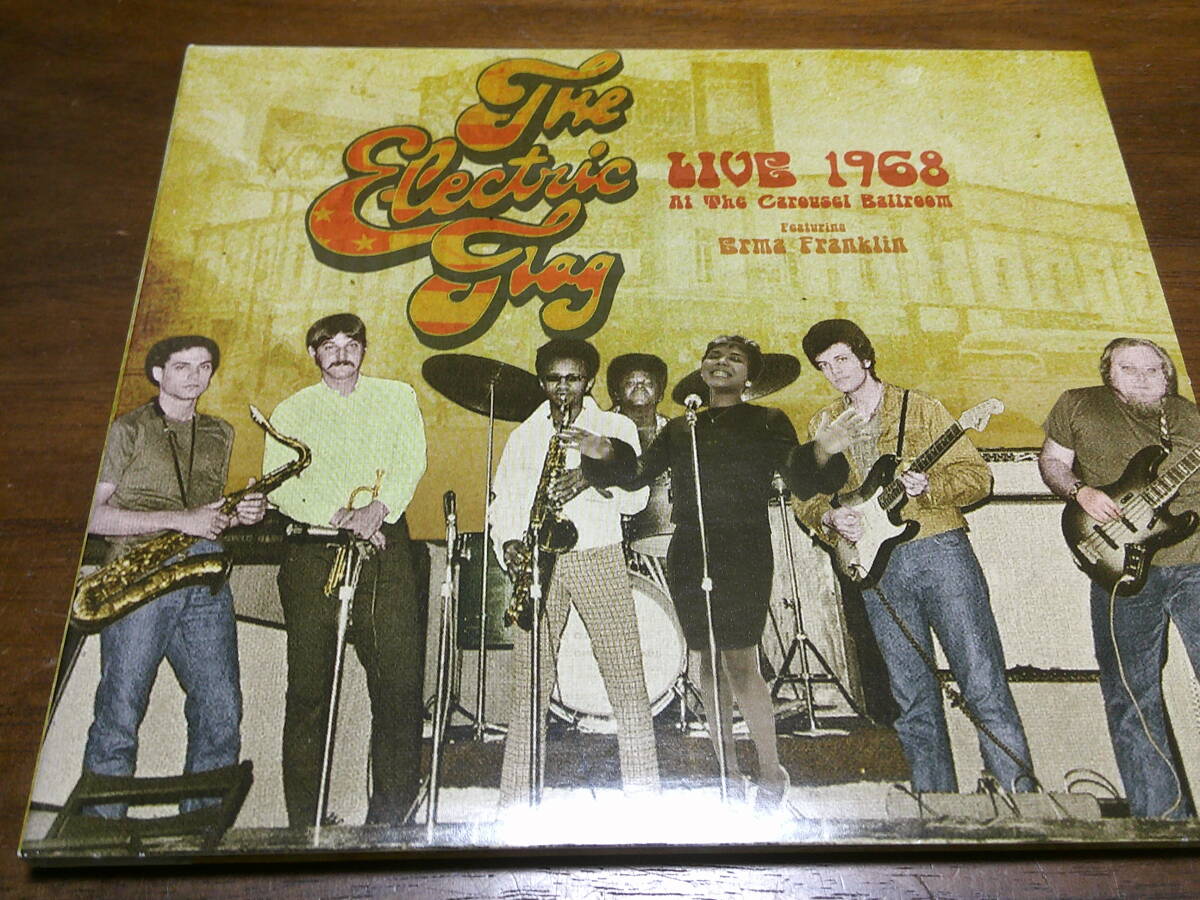 The
Electric
Flag
LIVE 1968
At The Carousel Ballroom
Featuring
Erma Franklin